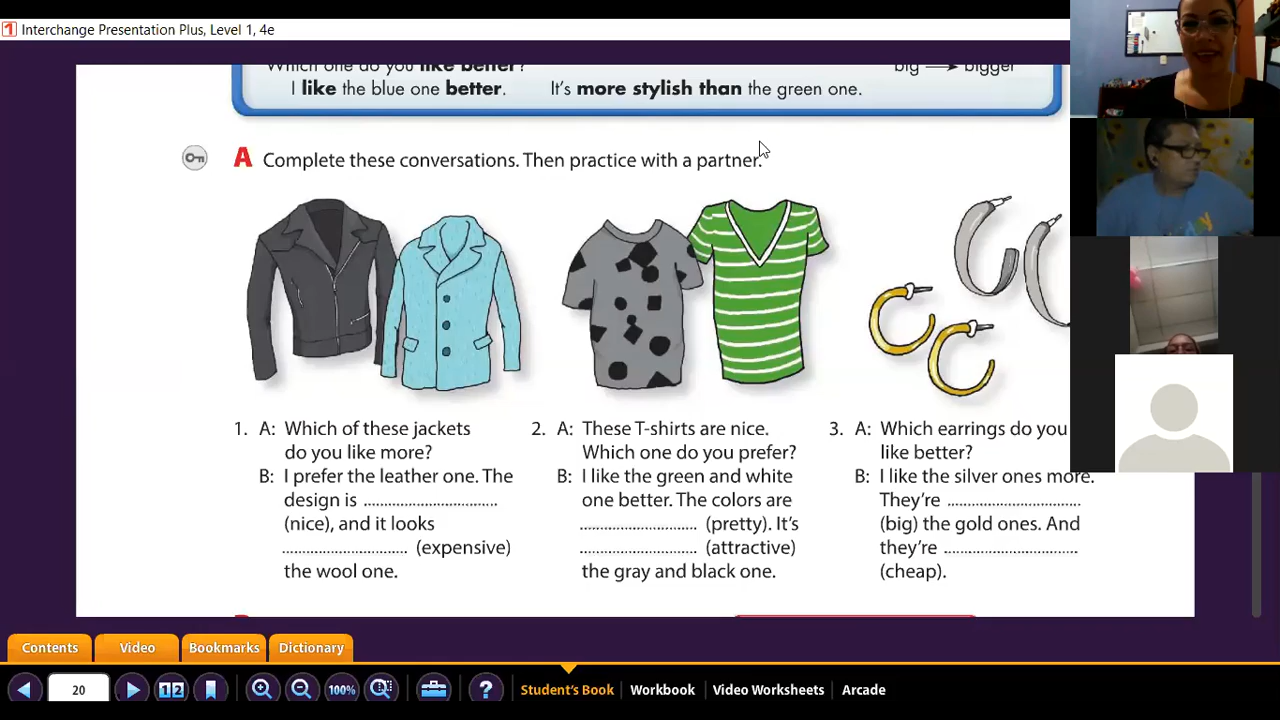 Interchange Presentation Plus, Level 1, 4e
Which one do you like better? big → bigger
I like the blue one better. It's more stylish than the green one.
A Complete these conversations. Then practice with a partner.
1. A: Which of these jackets
do you like more?
B: I prefer the leather one. The
design is ................................
(nice), and it looks
................................ (expensive)
the wool one.
2. A: These T-shirts are nice.
Which one do you prefer?
B: I like the green and white
one better. The colors are
............................. (pretty). It's
............................. (attractive)
the gray and black one.
3. A: Which earrings do you
like better?
B: I like the silver ones more.
They're .................................
(big) the gold ones. And
they're .................................
(cheap).
Contents Video Bookmarks Dictionary
20 1 2 100% ? Student's Book Workbook Video Worksheets Arcade